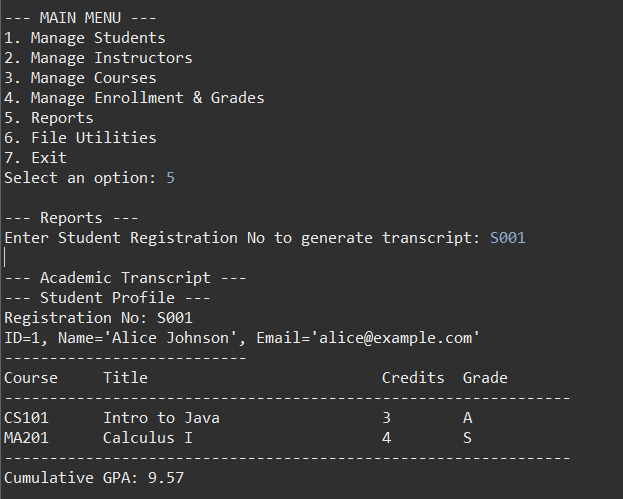 --- MAIN MENU ---
1. Manage Students
2. Manage Instructors
3. Manage Courses
4. Manage Enrollment & Grades
5. Reports
6. File Utilities
7. Exit
Select an option: 5
--- Reports ---
Enter Student Registration No to generate transcript: S001
--- Academic Transcript ---
--- Student Profile ---
Registration No: S001
ID=1, Name='Alice Johnson', Email='alice@example.com'
---------------------------
Course     Title                          Credits  Grade
---------------------------------------------------------------
CS101      Intro to Java                  3        A
MA201      Calculus I                     4        S
---------------------------------------------------------------
Cumulative GPA: 9.57